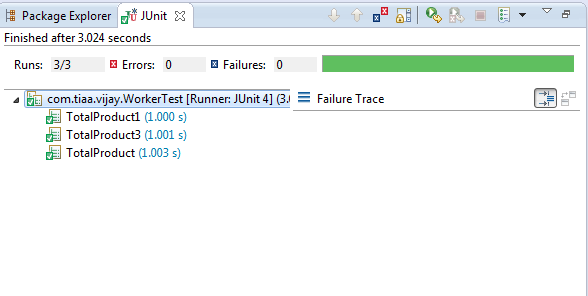 Package Explorer JUnit
Finished after 3.024 seconds
Runs: 3/3 Errors: 0 Failures: 0
com.tiaa.vijay.WorkerTest [Runner: JUnit 4] (3.0 Failure Trace
TotalProduct1 (1.000 s)
TotalProduct3 (1.001 s)
TotalProduct (1.003 s)